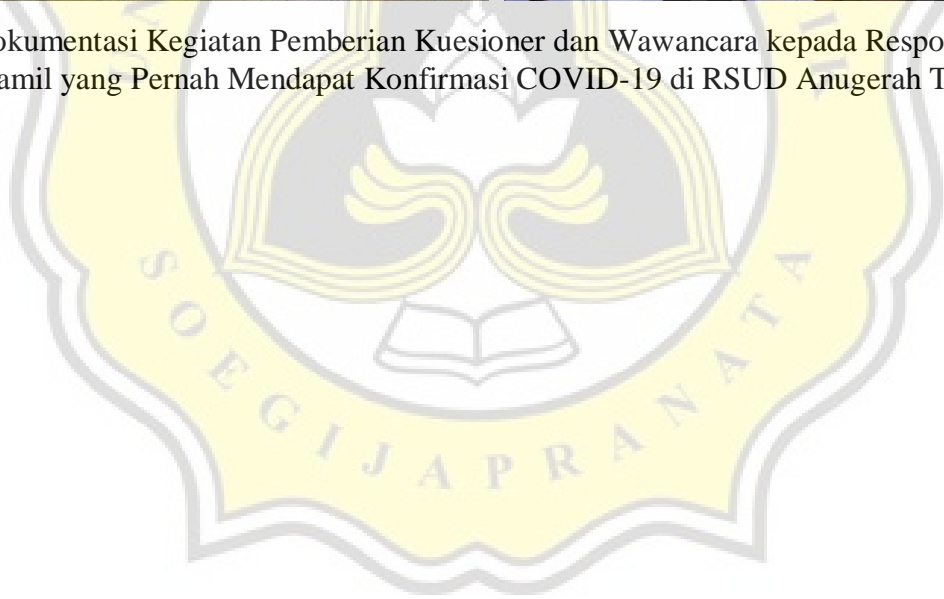 okumentasi Kegiatan Pemberian Kuesioner dan Wawancara kepada Respo
amil yang Pernah Mendapat Konfirmasi COVID-19 di RSUD Anugerah T
SOEGIJAPRANATA